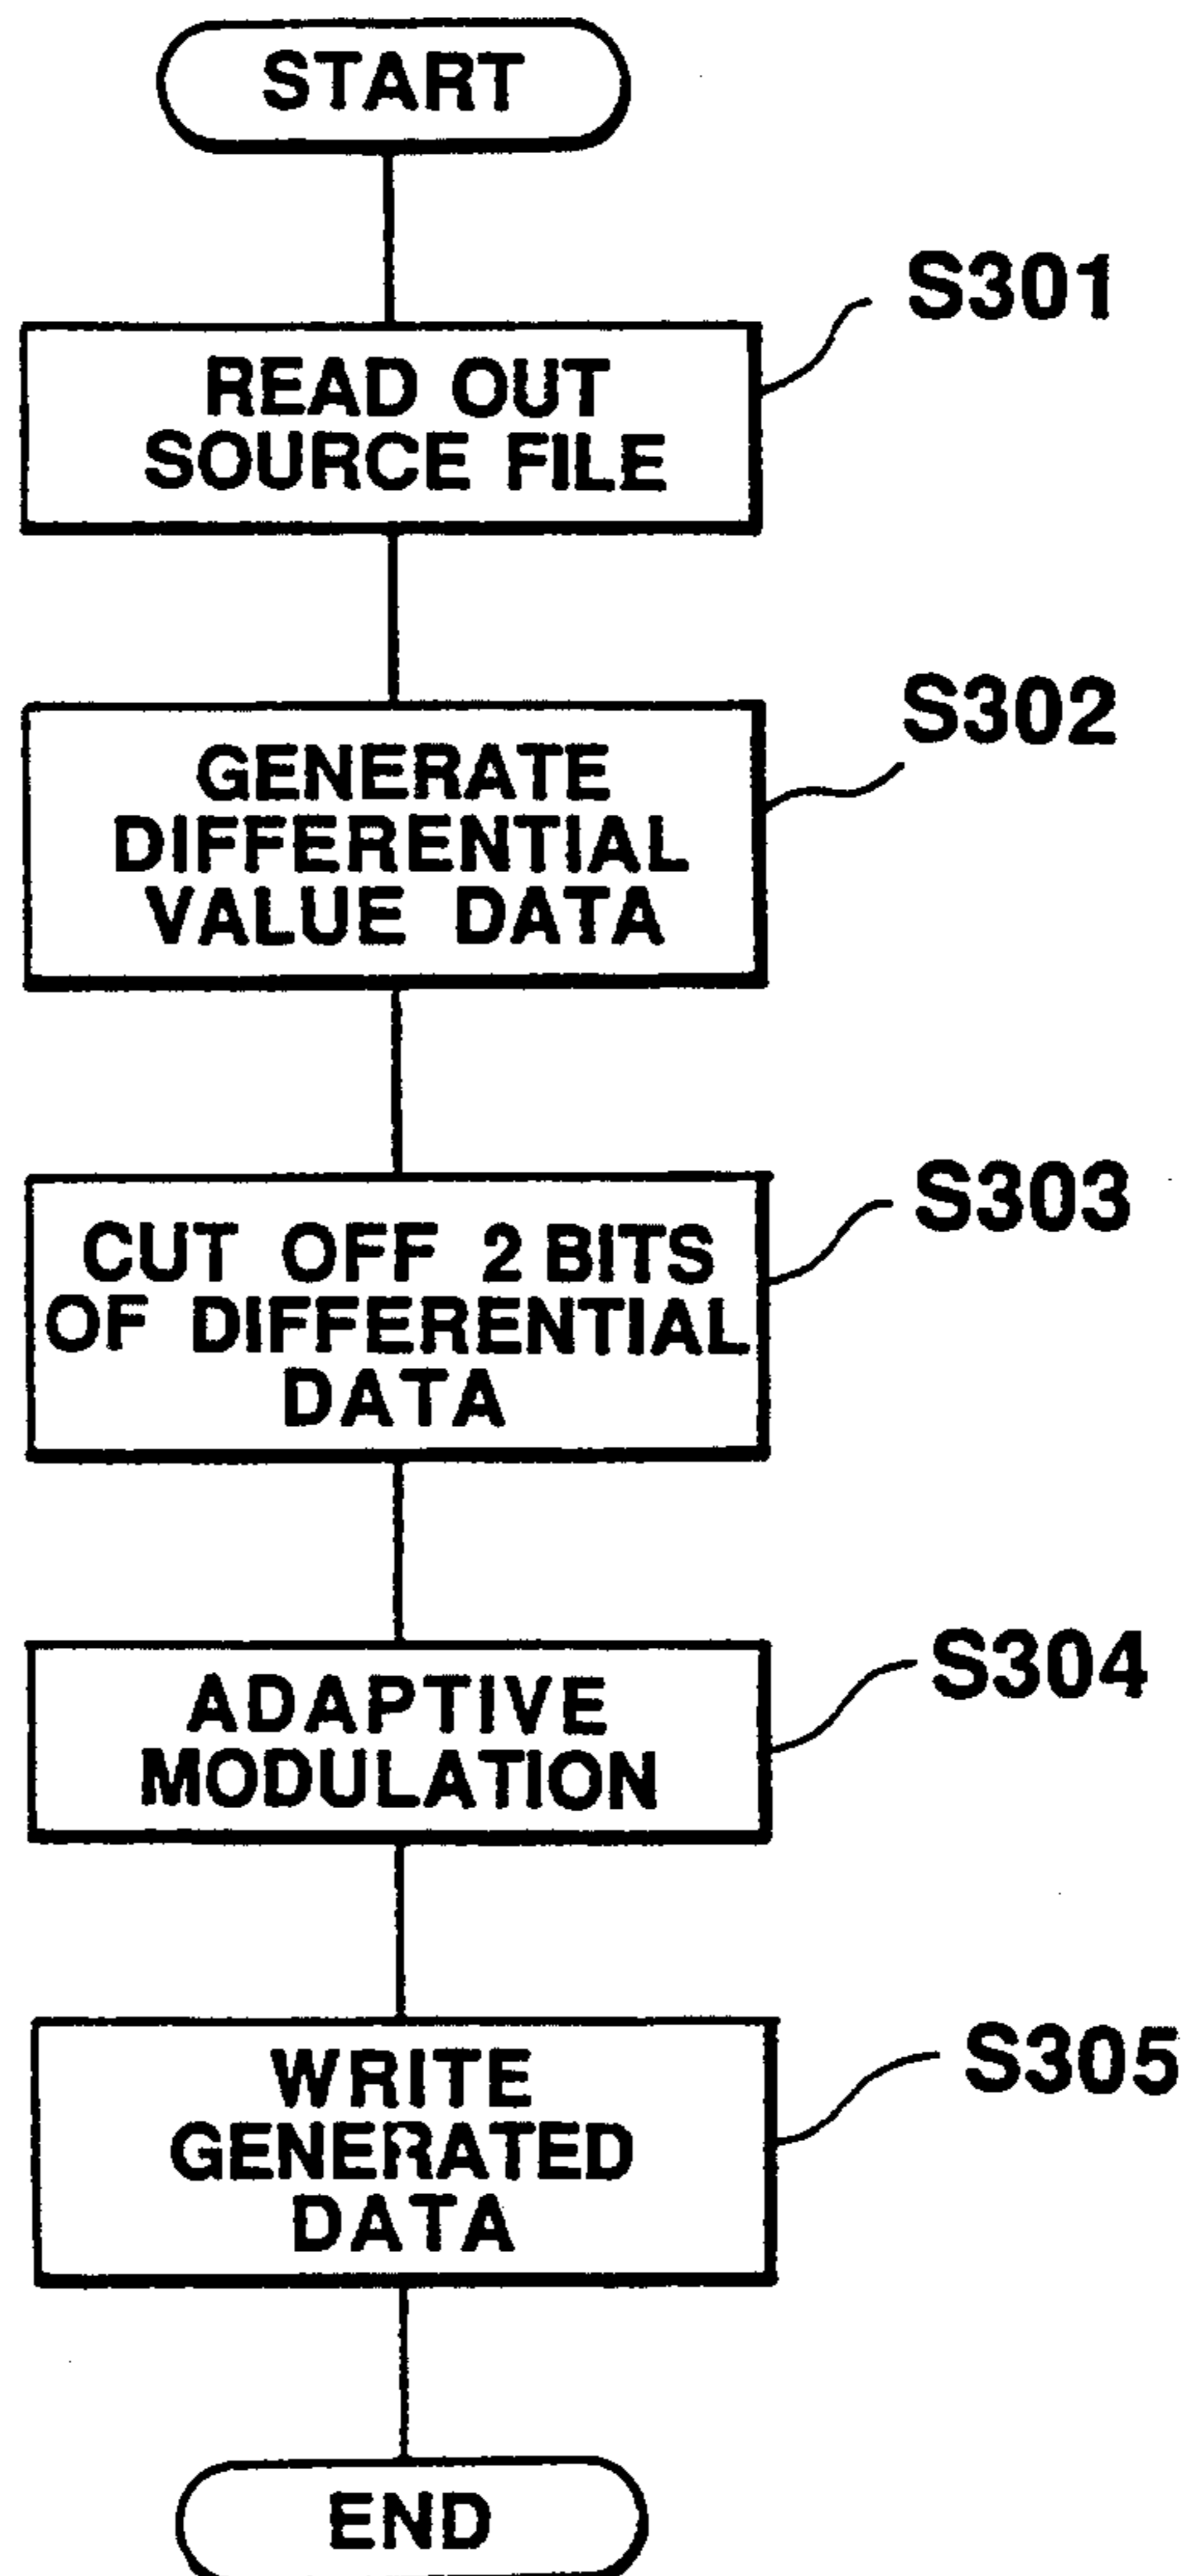 START
S301
READ OUT
SOURCE FILE
S302
GENERATE
DIFFERENTIAL
VALUE DATA
S303
CUT OFF 2 BITS
OF DIFFERENTIAL
DATA
S304
ADAPTIVE
MODULATION
S305
WRITE
GENERATED
DATA
END